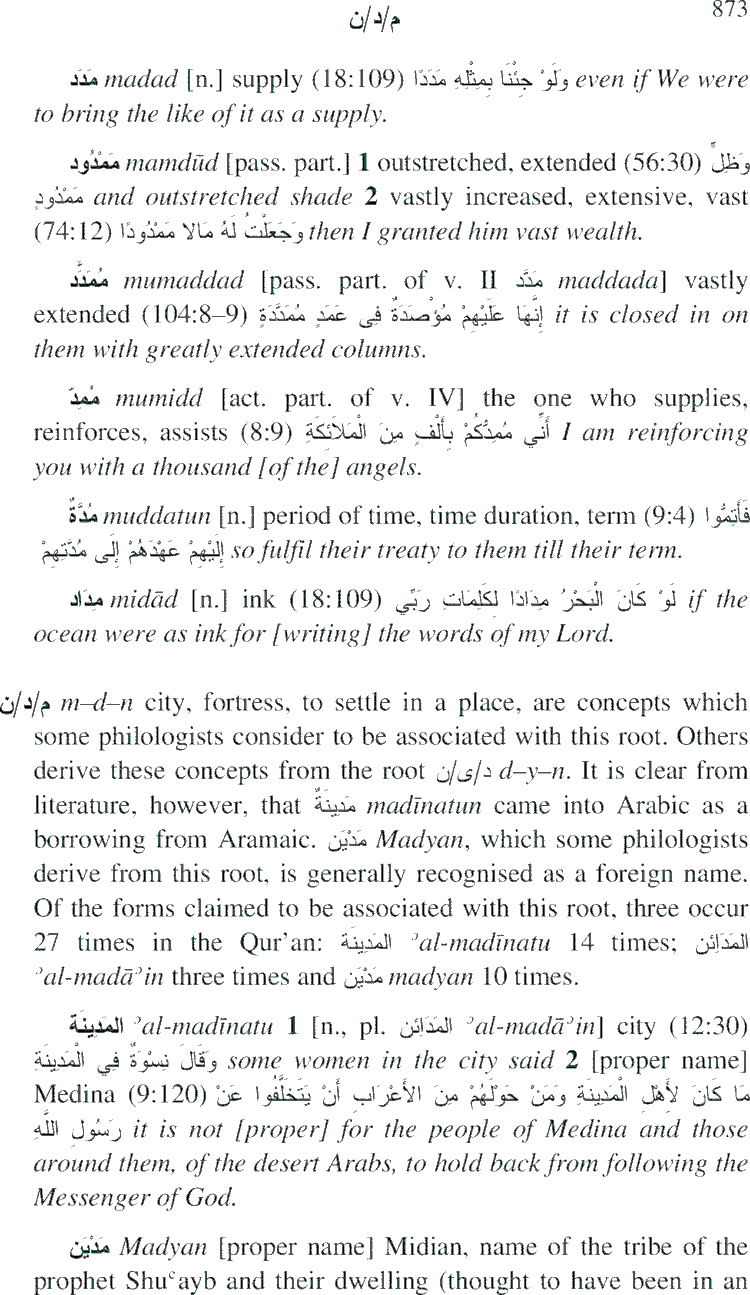 م/د/ن 873
مَدَد madad [n.] supply (18:109) وَلَوْ جِئْنَا بِمِثْلِهِ مَدَدًا even if We were
to bring the like of it as a supply.
مَمْدُود mamdūd [pass. part.] 1 outstretched, extended (56:30) وَظِلٍّ
مَمْدُودٍ and outstretched shade 2 vastly increased, extensive, vast
(74:12) وَجَعَلْتُ لَهُ مَالا مَمْدُودًا then I granted him vast wealth.
مُمَدَّد mumaddad [pass. part. of v. II مَدَّد maddada] vastly
extended (104:8–9) إِنَّهَا عَلَيْهِمْ مُؤْصَدَةٌ فِى عَمَدٍ مُمَدَّدَةٍ it is closed in on
them with greatly extended columns.
مُمِدّ mumidd [act. part. of v. IV] the one who supplies,
reinforces, assists (8:9) أَنِّي مُمِدُّكُمْ بِأَلْفٍ مِنَ الْمَلَائِكَةِ I am reinforcing
you with a thousand [of the] angels.
مُدَّةٌ muddatun [n.] period of time, time duration, term (9:4) فَأَتِمُّوا
إِلَيْهِمْ عَهْدَهُمْ إِلَى مُدَّتِهِمْ so fulfil their treaty to them till their term.
مِدَاد midād [n.] ink (18:109) لَوْ كَانَ الْبَحْرُ مِدَادًا لِكَلِمَاتِ رَبِّي if the
ocean were as ink for [writing] the words of my Lord.
م/د/ن m–d–n city, fortress, to settle in a place, are concepts which
some philologists consider to be associated with this root. Others
derive these concepts from the root د/ى/ن d–y–n. It is clear from
literature, however, that مَدينَةٌ madīnatun came into Arabic as a
borrowing from Aramaic. مَدْيَن Madyan, which some philologists
derive from this root, is generally recognised as a foreign name.
Of the forms claimed to be associated with this root, three occur
27 times in the Qur'an: المَدِينَة ʾal-madīnatu 14 times; المَدَائِن
ʾal-madāʾin three times and مَدْيَن madyan 10 times.
المَدِينَة ʾal-madīnatu 1 [n., pl. المَدَائِن ʾal-madāʾin] city (12:30)
وَقَالَ نِسْوَةٌ فِي الْمَدِينَةِ some women in the city said 2 [proper name]
Medina (9:120) مَا كَانَ لِأَهْلِ الْمَدِينَةِ وَمَنْ حَوْلَهُمْ مِنَ الأَعْرَابِ أَنْ يَتَخَلَّفُوا عَنْ
رَسُولِ اللَّهِ it is not [proper] for the people of Medina and those
around them, of the desert Arabs, to hold back from following the
Messenger of God.
مَدْيَن Madyan [proper name] Midian, name of the tribe of the
prophet Shuʿayb and their dwelling (thought to have been in an